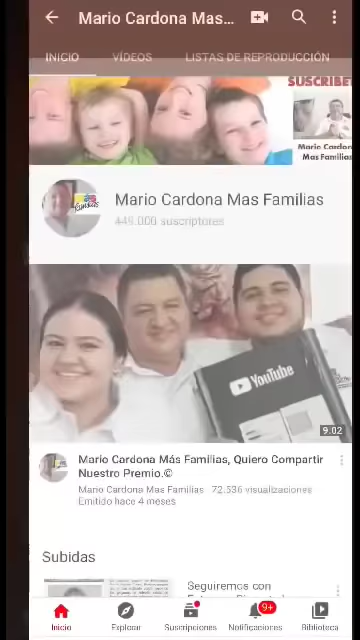 Mario Cardona Mas...
INICIO
VÍDEOS
LISTAS DE REPRODUCCIÓN
SUSCRIBE
Mario Cardon
Mas Familias
Mario Cardona Mas Familias
449.000 suscriptores
YouTube
9:02
Mario Cardona Más Familias, Quiero Compartir
Nuestro Premio.©
Mario Cardona Mas Familias · 72.536 visualizaciones
Emitido hace 4 meses
Subidas
Seguiremos con
9+
Inicio
Explorar
Suscripciones
Notificaciones
Biblioteca